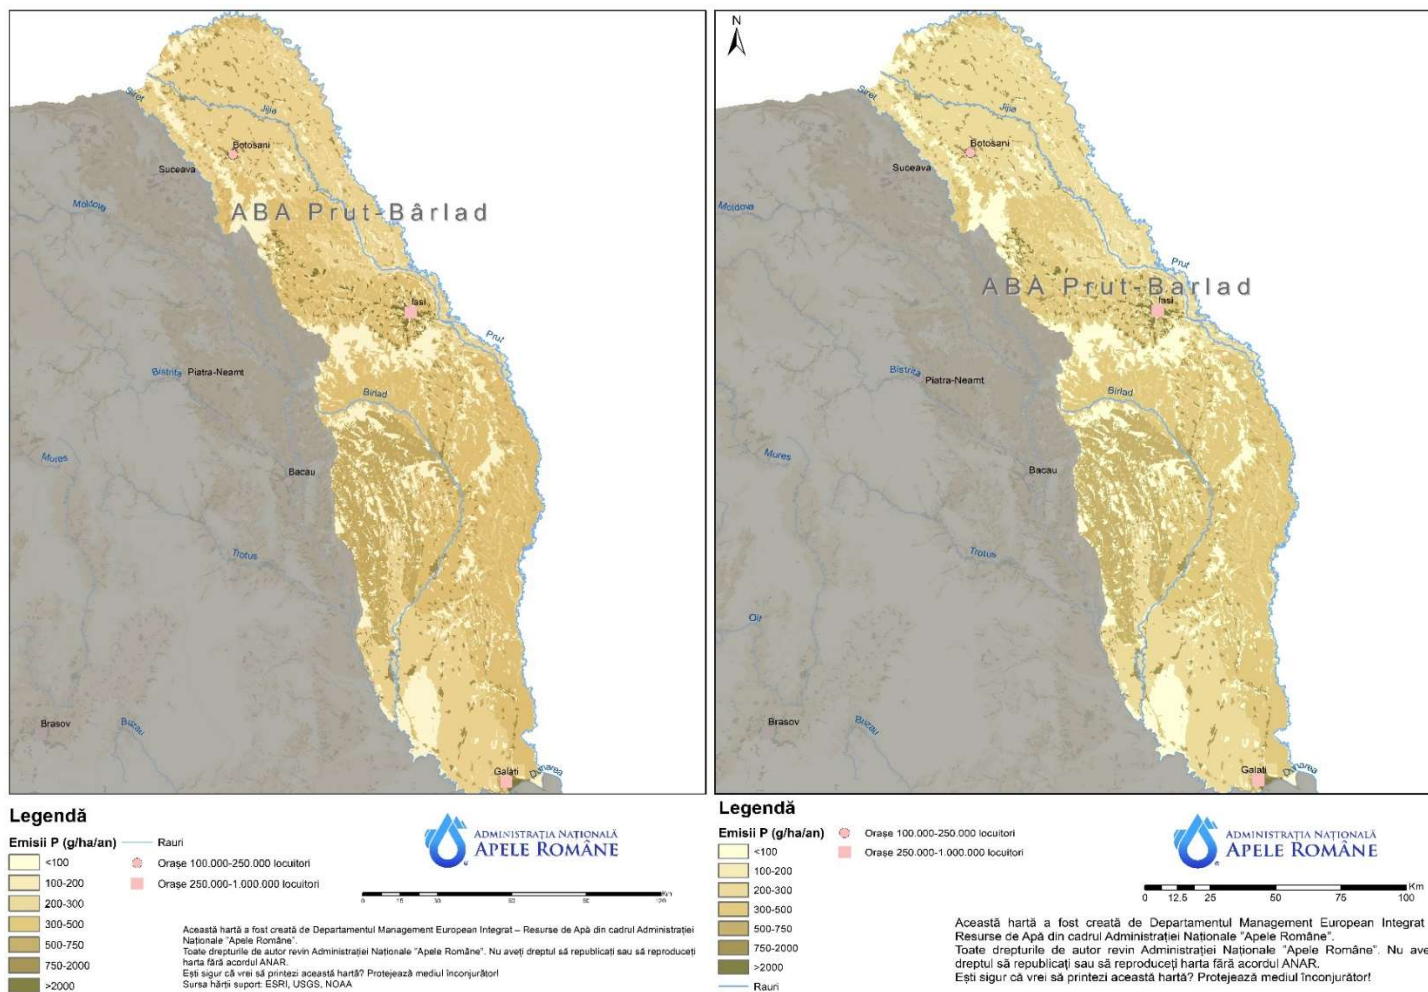 Siret
Jijia
Botosani
Suceava
Moldova
ABA Prut-Bârlad
Iasi
Prut
Bistrita
Piatra-Neamt
Birlad
Mures
Bacau
Trotus
Brasov
Buzau
Galati
Dunarea
Legendă
Emisii P (g/ha/an)
Rauri
<100
Orașe 100.000-250.000 locuitori
100-200
Orașe 250.000-1.000.000 locuitori
200-300
300-500
500-750
750-2000
>2000
ADMINISTRAȚIA NAȚIONALĂ
APELE ROMÂNE
Km
0 15 30 60 90 120
Această hartă a fost creată de Departamentul Management European Integrat – Resurse de Apă din cadrul Administrației
Naționale "Apele Române".
Toate drepturile de autor revin Administrației Naționale "Apele Române". Nu aveți dreptul să republicați sau să reproduceți
harta fără acordul ANAR.
Ești sigur că vrei să printezi această hartă? Protejează mediul înconjurător!
Sursa hărții suport: ESRI, USGS, NOAA
N
Siret
Jijia
Botosani
Suceava
Moldova
Prut
ABA Prut-Barlad
Iasi
Bistrita
Piatra-Neamt
Birlad
Mures
Bacau
Trotus
Olt
Brasov
Buzau
Galati
Dunarea
Legendă
Emisii P (g/ha/an)
Orașe 100.000-250.000 locuitori
<100
Orașe 250.000-1.000.000 locuitori
100-200
200-300
300-500
500-750
750-2000
>2000
Rauri
ADMINISTRAȚIA NAȚIONALĂ
APELE ROMÂNE
Km
0 12.5 25 50 75 100
Această hartă a fost creată de Departamentul Management European Integrat
Resurse de Apă din cadrul Administrației Naționale "Apele Române".
Toate drepturile de autor revin Administrației Naționale "Apele Române". Nu ave
dreptul să republicați sau să reproduceți harta fără acordul ANAR.
Ești sigur că vrei să printezi această hartă? Protejează mediul înconjurător!